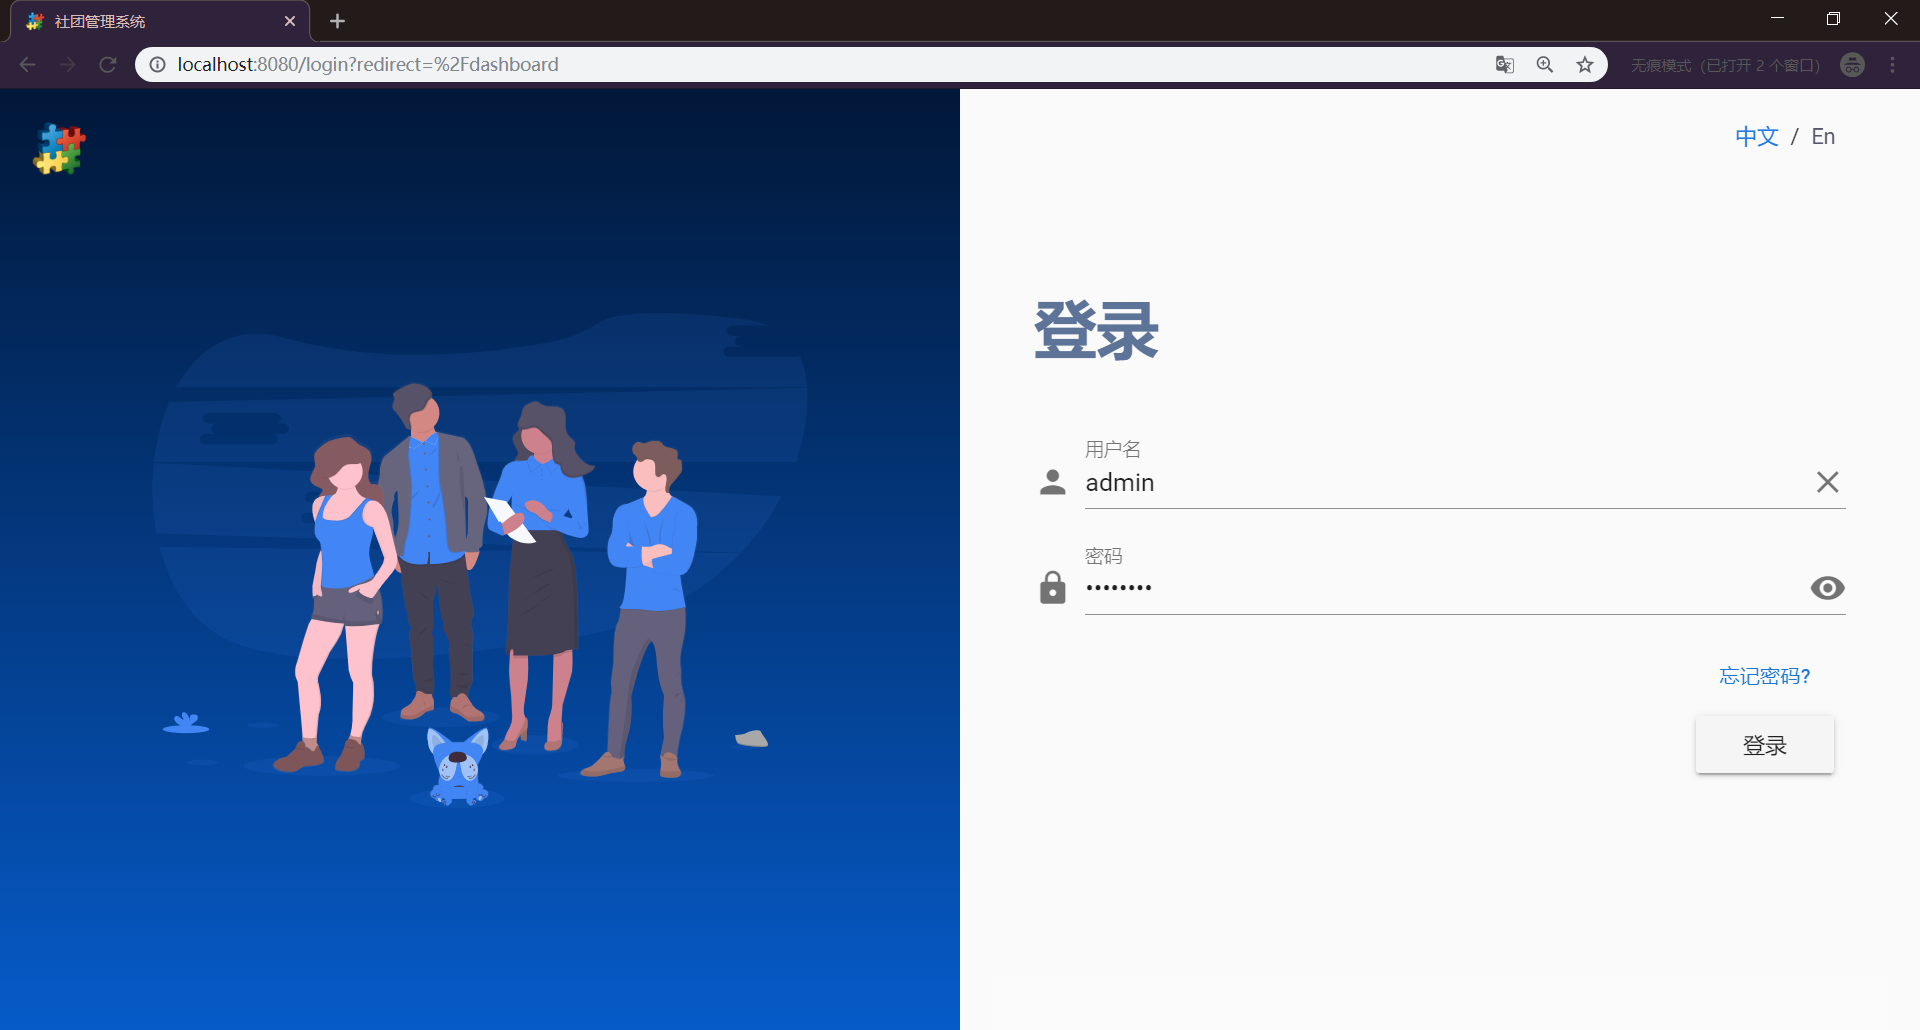 社团管理系统
localhost:8080/login?redirect=%2Fdashboard
无痕模式 (已打开 2 个窗口)
中文 / En
登录
用户名
admin
密码
••••••••
忘记密码?
登录